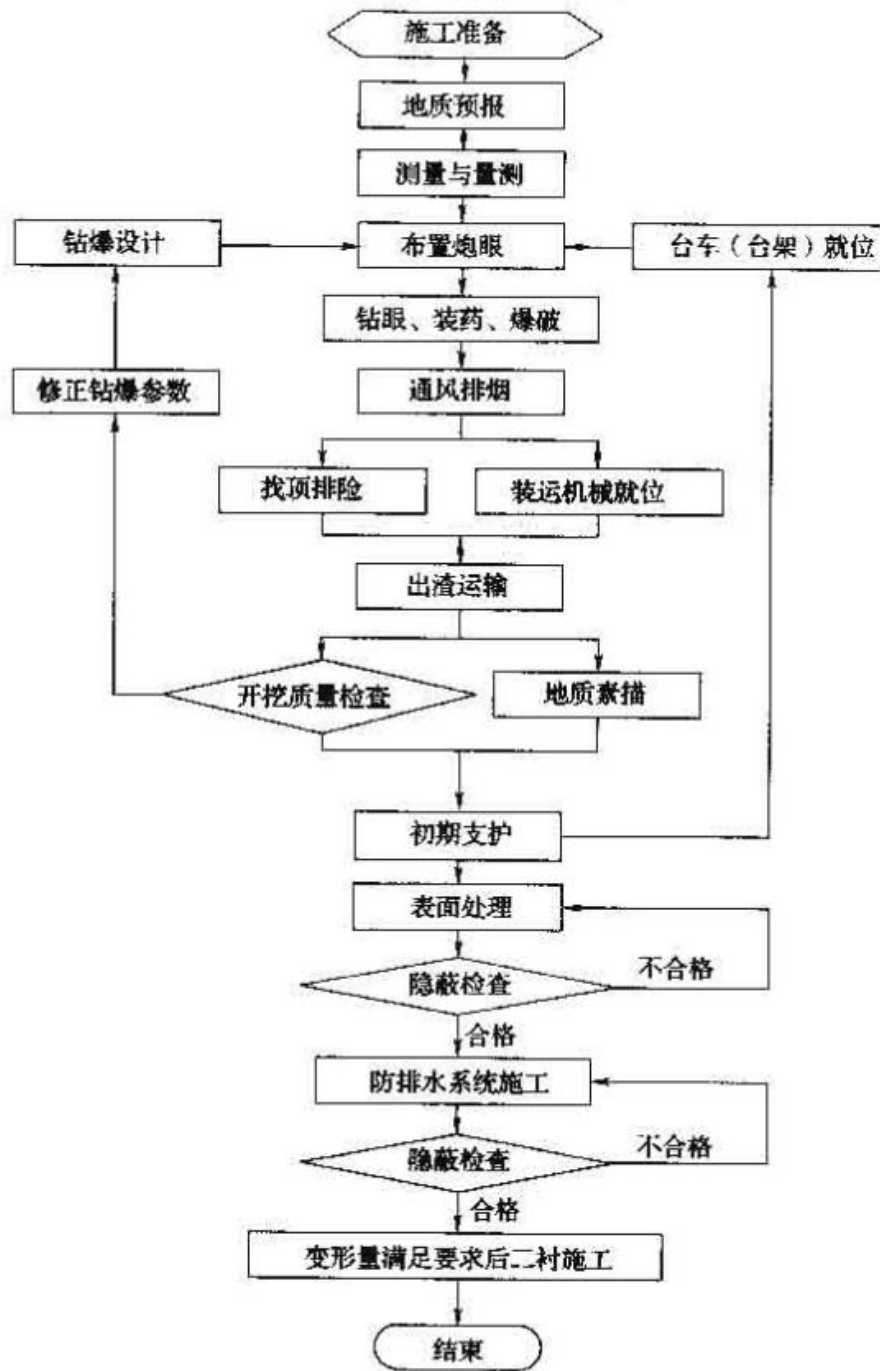 施工准备
地质预报
测量与量测
钻爆设计
布置炮眼
台车（台架）就位
钻眼、装药、爆破
修正钻爆参数
通风排烟
找顶排险
装运机械就位
出渣运输
开挖质量检查
地质素描
初期支护
表面处理
隐蔽检查
不合格
合格
防排水系统施工
隐蔽检查
不合格
合格
变形量满足要求后二衬施工
结束